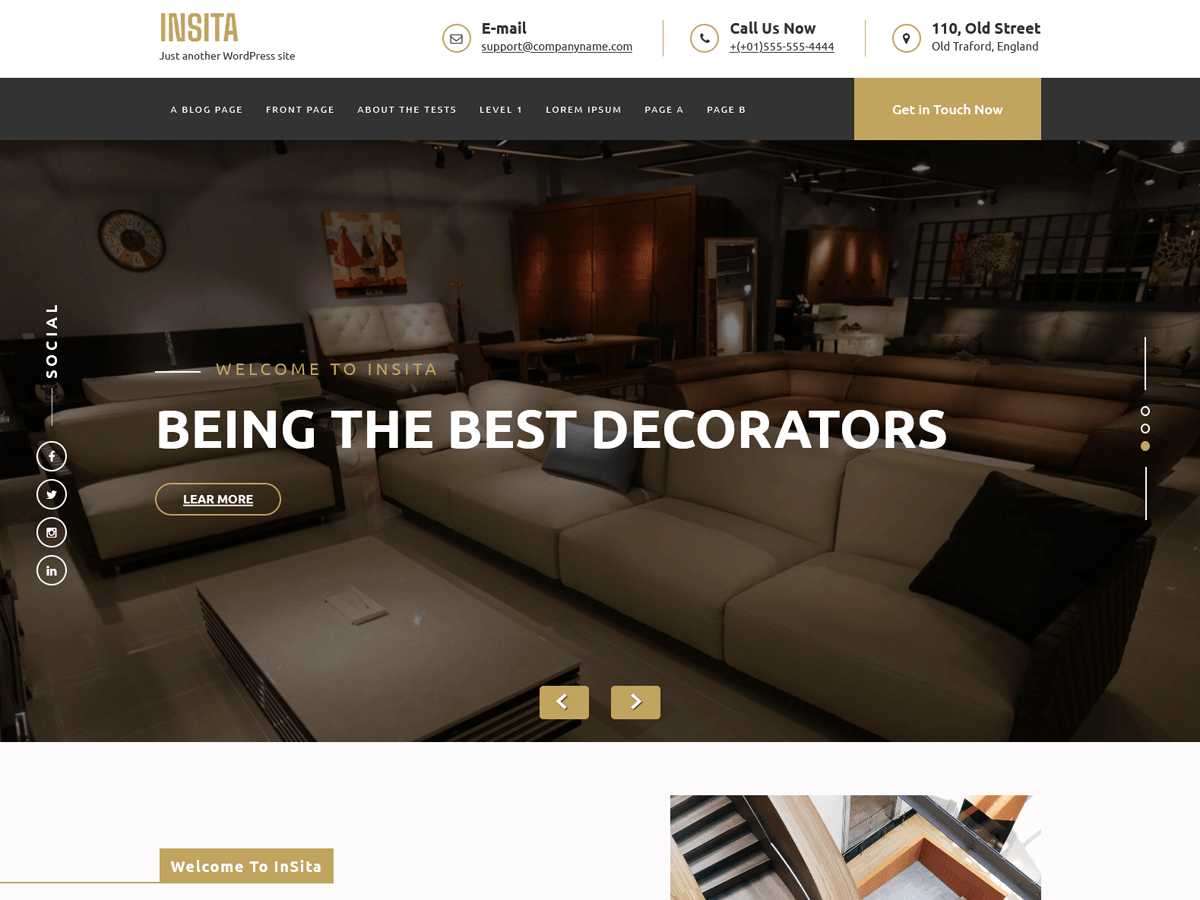 INSITA
Just another WordPress site
E-mail
support@companyname.com
Call Us Now
+(+01)555-555-4444
110, Old Street
Old Traford, England
A BLOG PAGE
FRONT PAGE
ABOUT THE TESTS
LEVEL 1
LOREM IPSUM
PAGE A
PAGE B
Get in Touch Now
SOCIAL
WELCOME TO INSITA
BEING THE BEST DECORATORS
LEAR MORE
Welcome To InSita